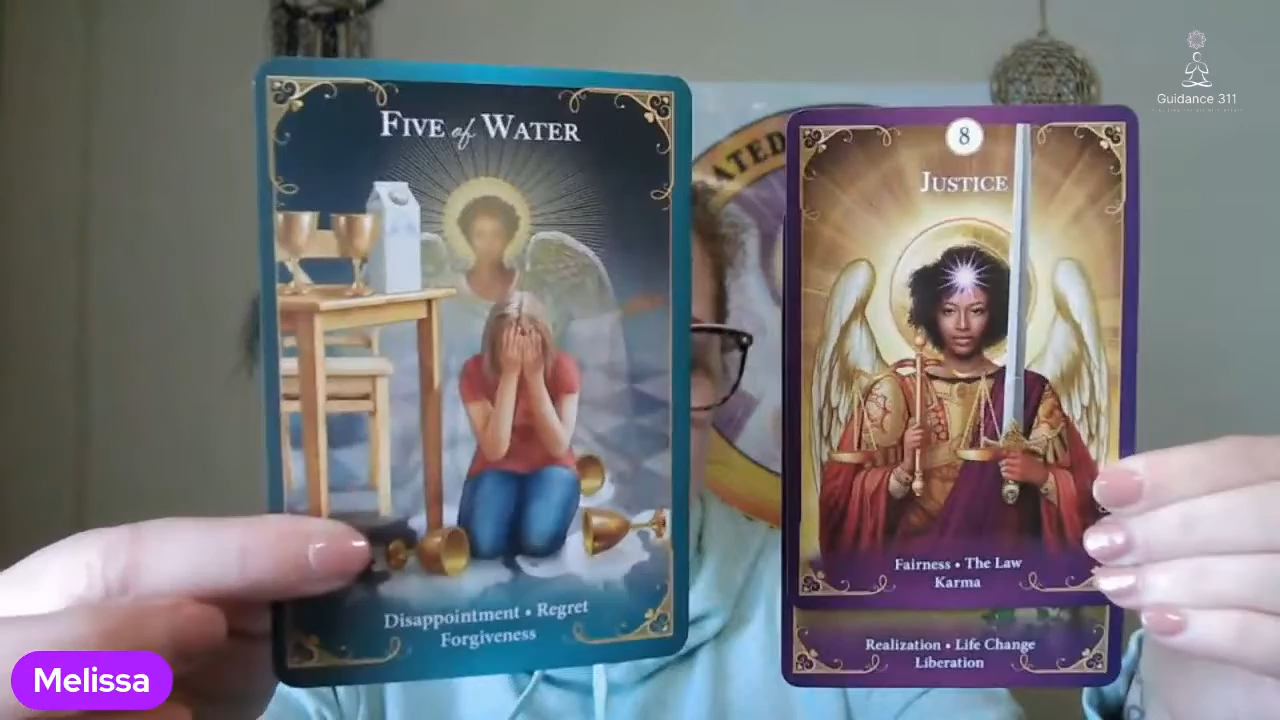 FIVE of WATER
Disappointment • Regret
Forgiveness
ATED
8
JUSTICE
Fairness • The Law
Karma
Realization • Life Change
Liberation
Guidance 311
Melissa